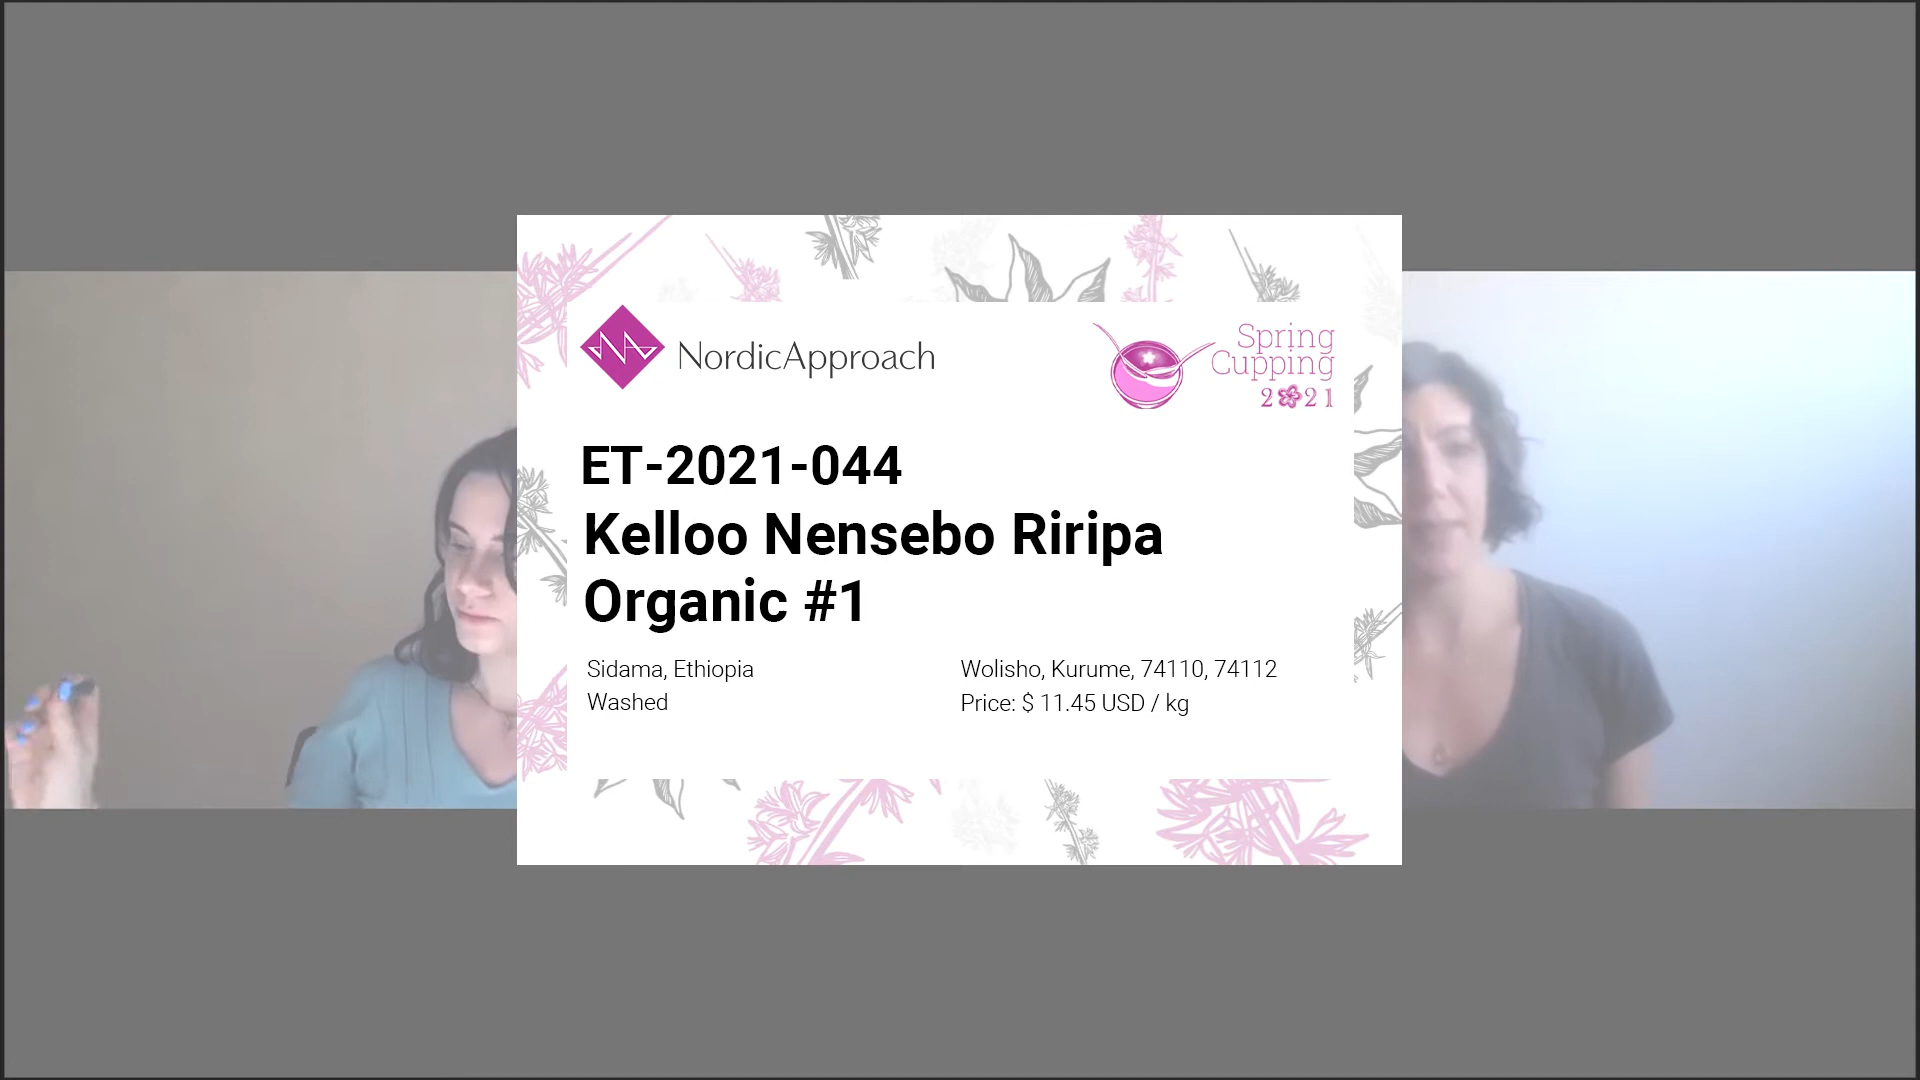 NordicApproach
Spring
Cupping
2021
ET-2021-044
Kelloo Nensebo Riripa
Organic #1
Sidama, Ethiopia
Washed
Wolisho, Kurume, 74110, 74112
Price: $ 11.45 USD / kg